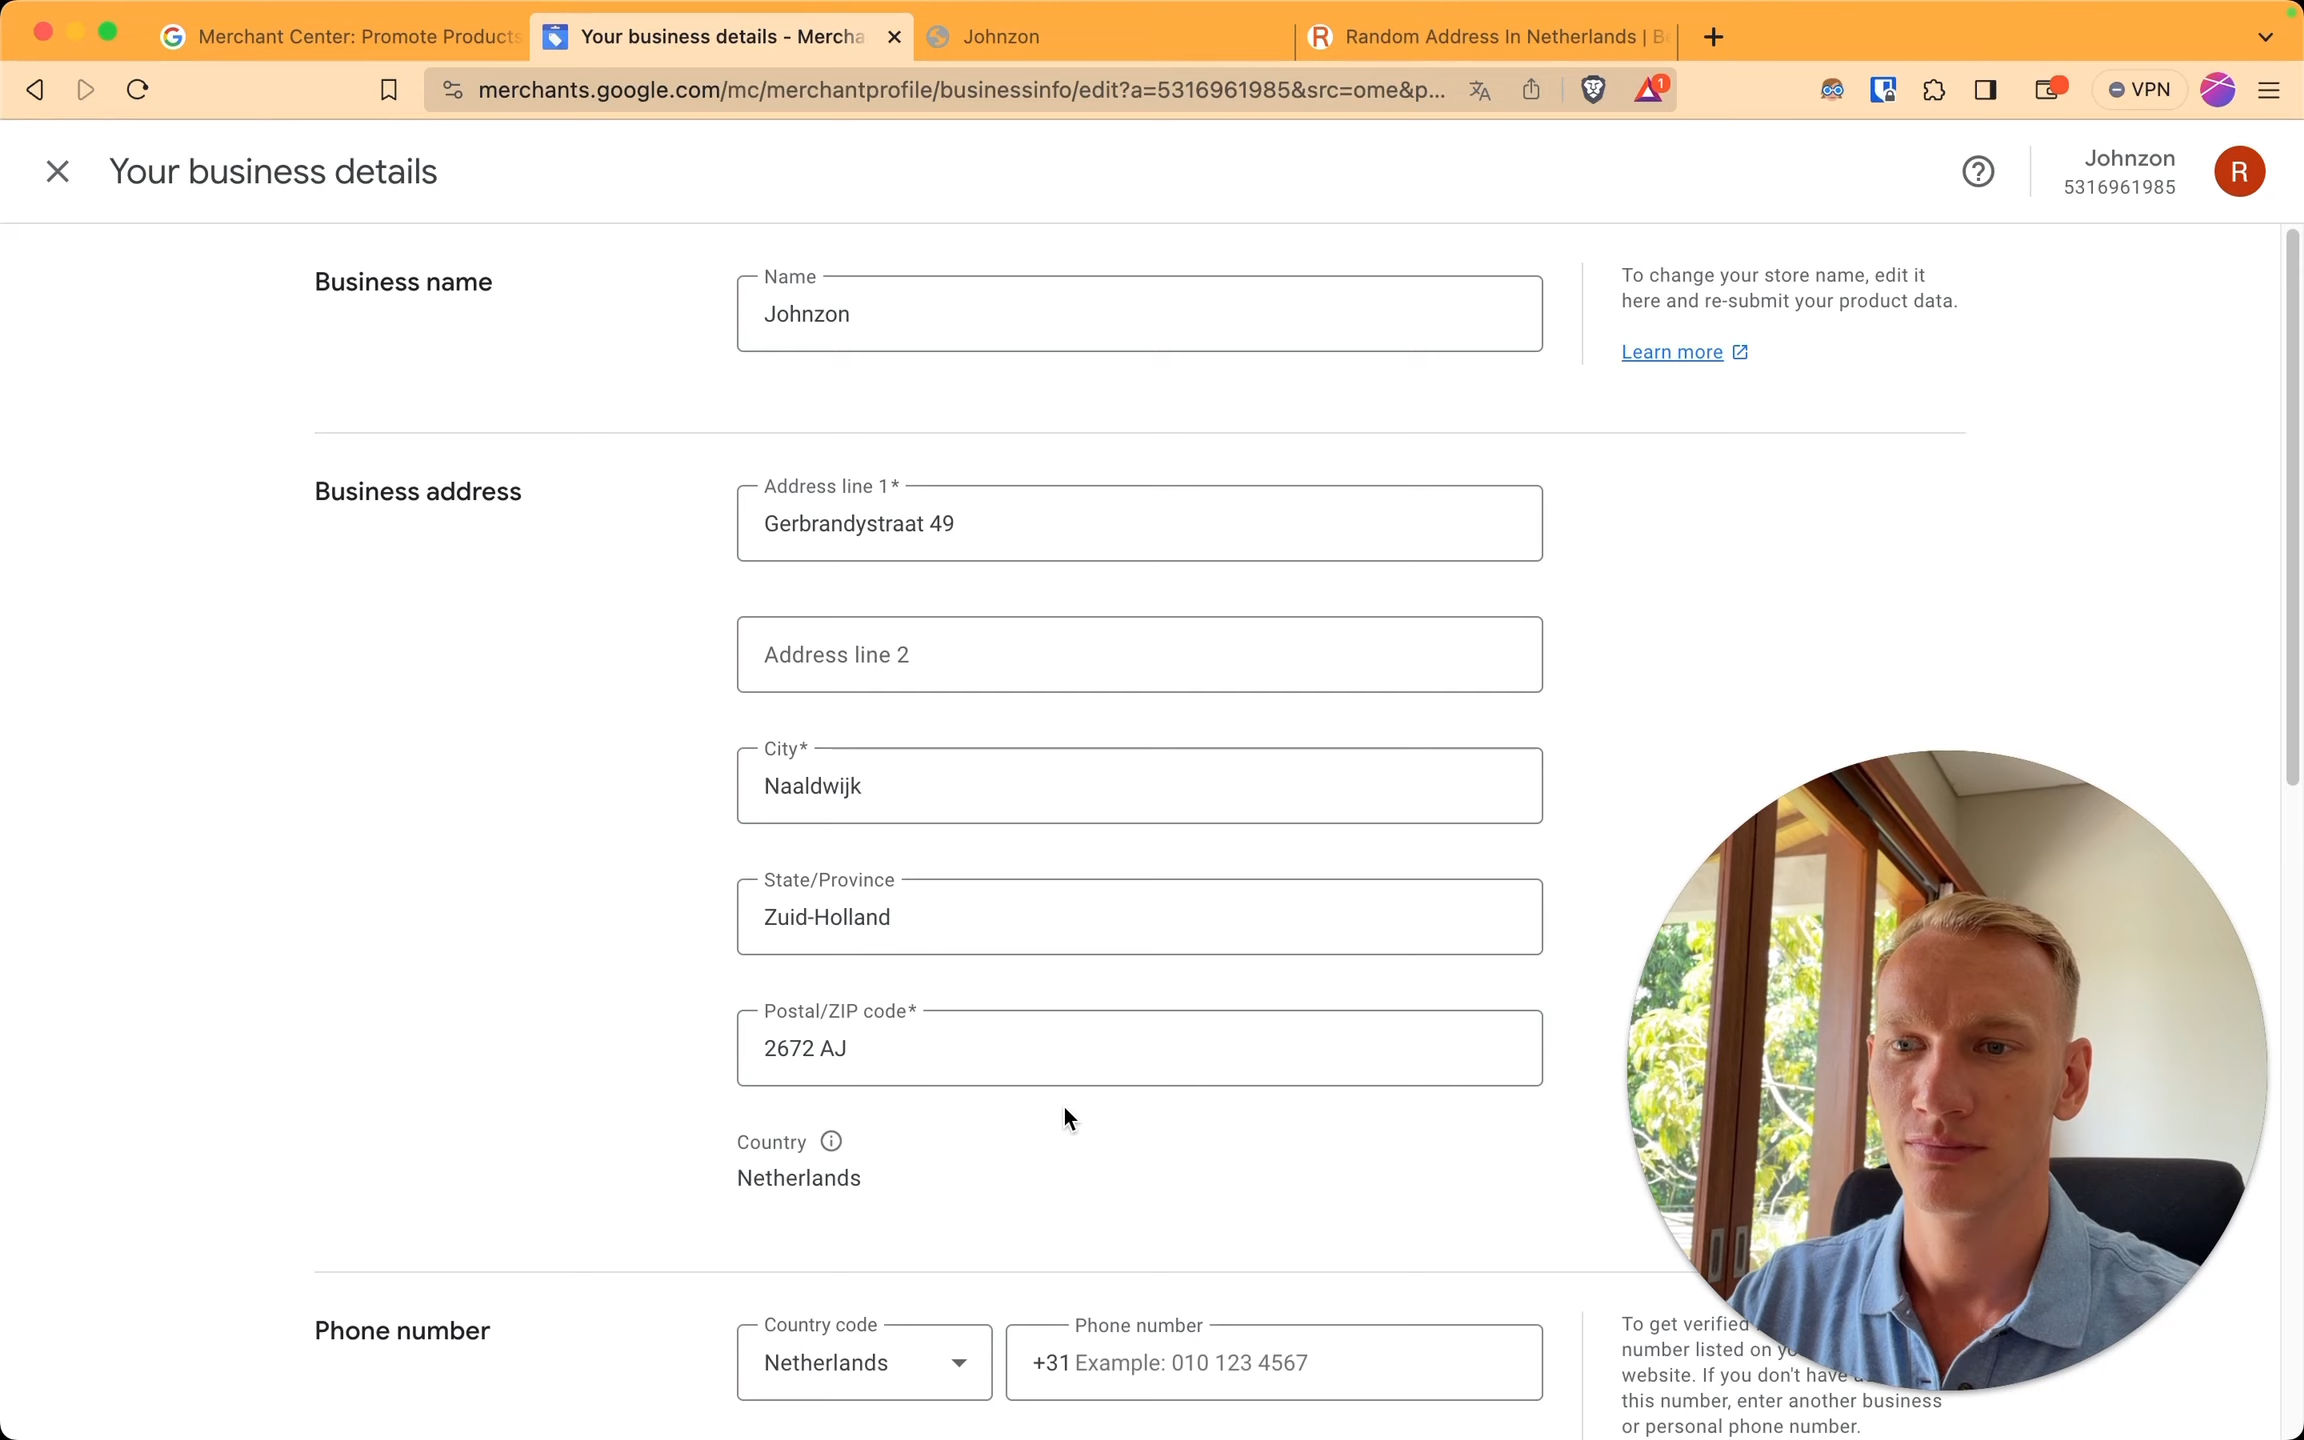 Merchant Center: Promote Products
Your business details - Mercha
Johnzon
R
Random Address In Netherlands | Be
merchants.google.com/mc/merchantprofile/businessinfo/edit?a=5316961985&src=ome&p...
1
VPN
Your business details
Johnzon
5316961985
R
Business name
Name
Johnzon
To change your store name, edit it
here and re-submit your product data.
Learn more
Business address
Address line 1*
Gerbrandystraat 49
Address line 2
City*
Naaldwijk
State/Province
Zuid-Holland
Postal/ZIP code*
2672 AJ
Country
Netherlands
Phone number
Country code
Netherlands
Phone number
+31 Example: 010 123 4567
To get verified
number listed on
website. If you don't have
this number, enter another business
or personal phone number.